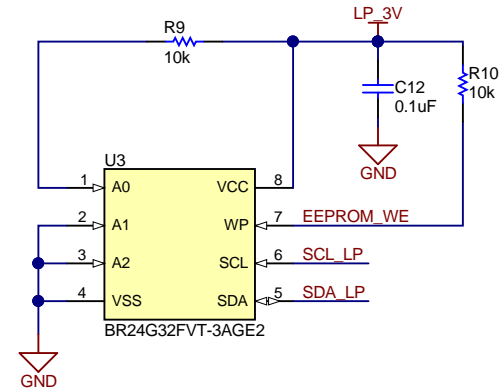 LP_3V
R9
10k
R10
10k
C12
0.1uF
GND
U3
1 A0 VCC 8
2 A1 WP 7 EEPROM_WE
3 A2 SCL 6 SCL_LP
4 VSS SDA 5 SDA_LP
BR24G32FVT-3AGE2
GND